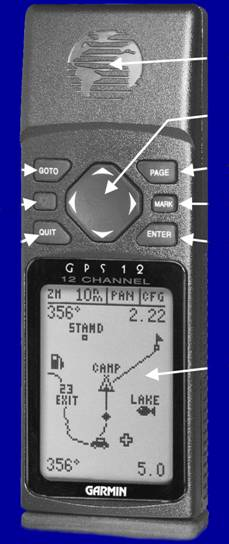 GOTO PAGE
MARK
QUIT ENTER
GPS 12
12 CHANNEL
2M 10 PAN CFG
356° 2.22
STAND
CAMP
23
EXIT LAKE
356° 5.0
GARMIN